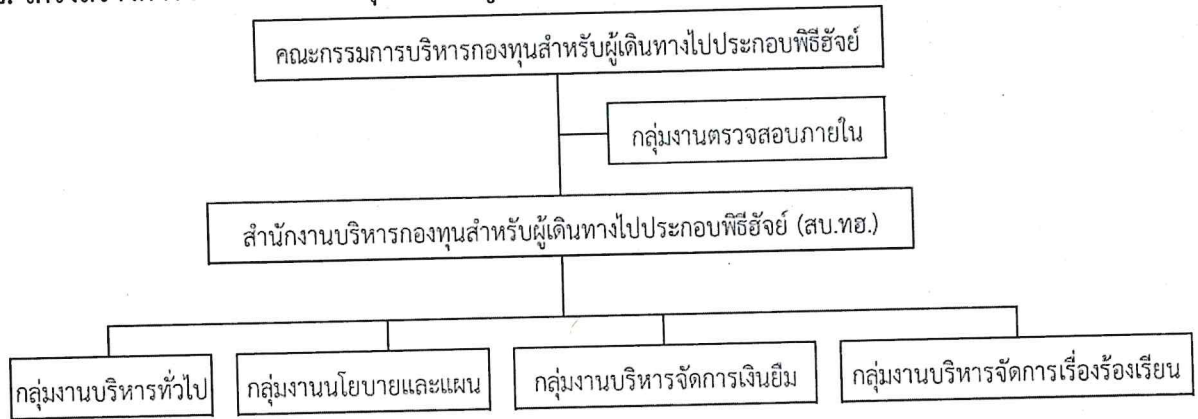 คณะกรรมการบริหารกองทุนสำหรับผู้เดินทางไปประกอบพิธีฮัจย์
กลุ่มงานตรวจสอบภายใน
สำนักงานบริหารกองทุนสำหรับผู้เดินทางไปประกอบพิธีฮัจย์ (สบ.ทฮ.)
กลุ่มงานบริหารทั่วไป
กลุ่มงานนโยบายและแผน
กลุ่มงานบริหารจัดการเงินยืม
กลุ่มงานบริหารจัดการเรื่องร้องเรียน